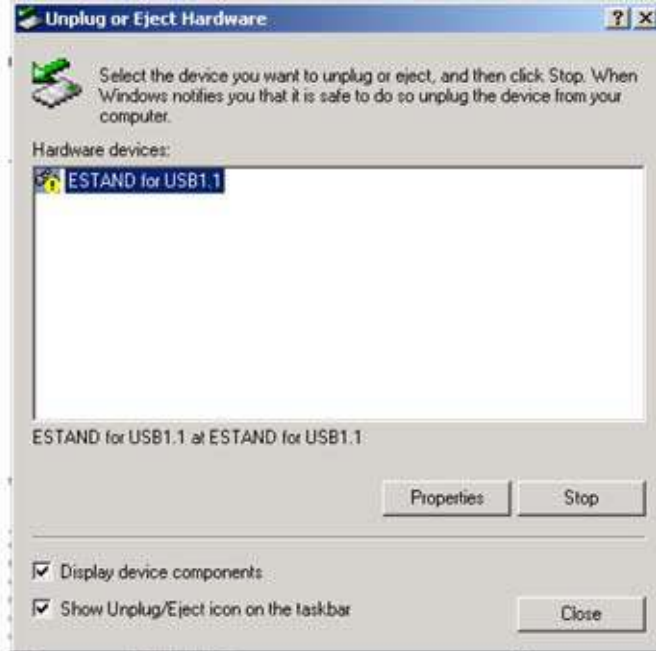 Unplug or Eject Hardware
Select the device you want to unplug or eject, and then click Stop. When
Windows notifies you that it is safe to do so unplug the device from your
computer.
Hardware devices:
ESTAND for USB1.1
ESTAND for USB1.1 at ESTAND for USB1.1
Properties
Stop
Display device components
Show Unplug/Eject icon on the taskbar
Close